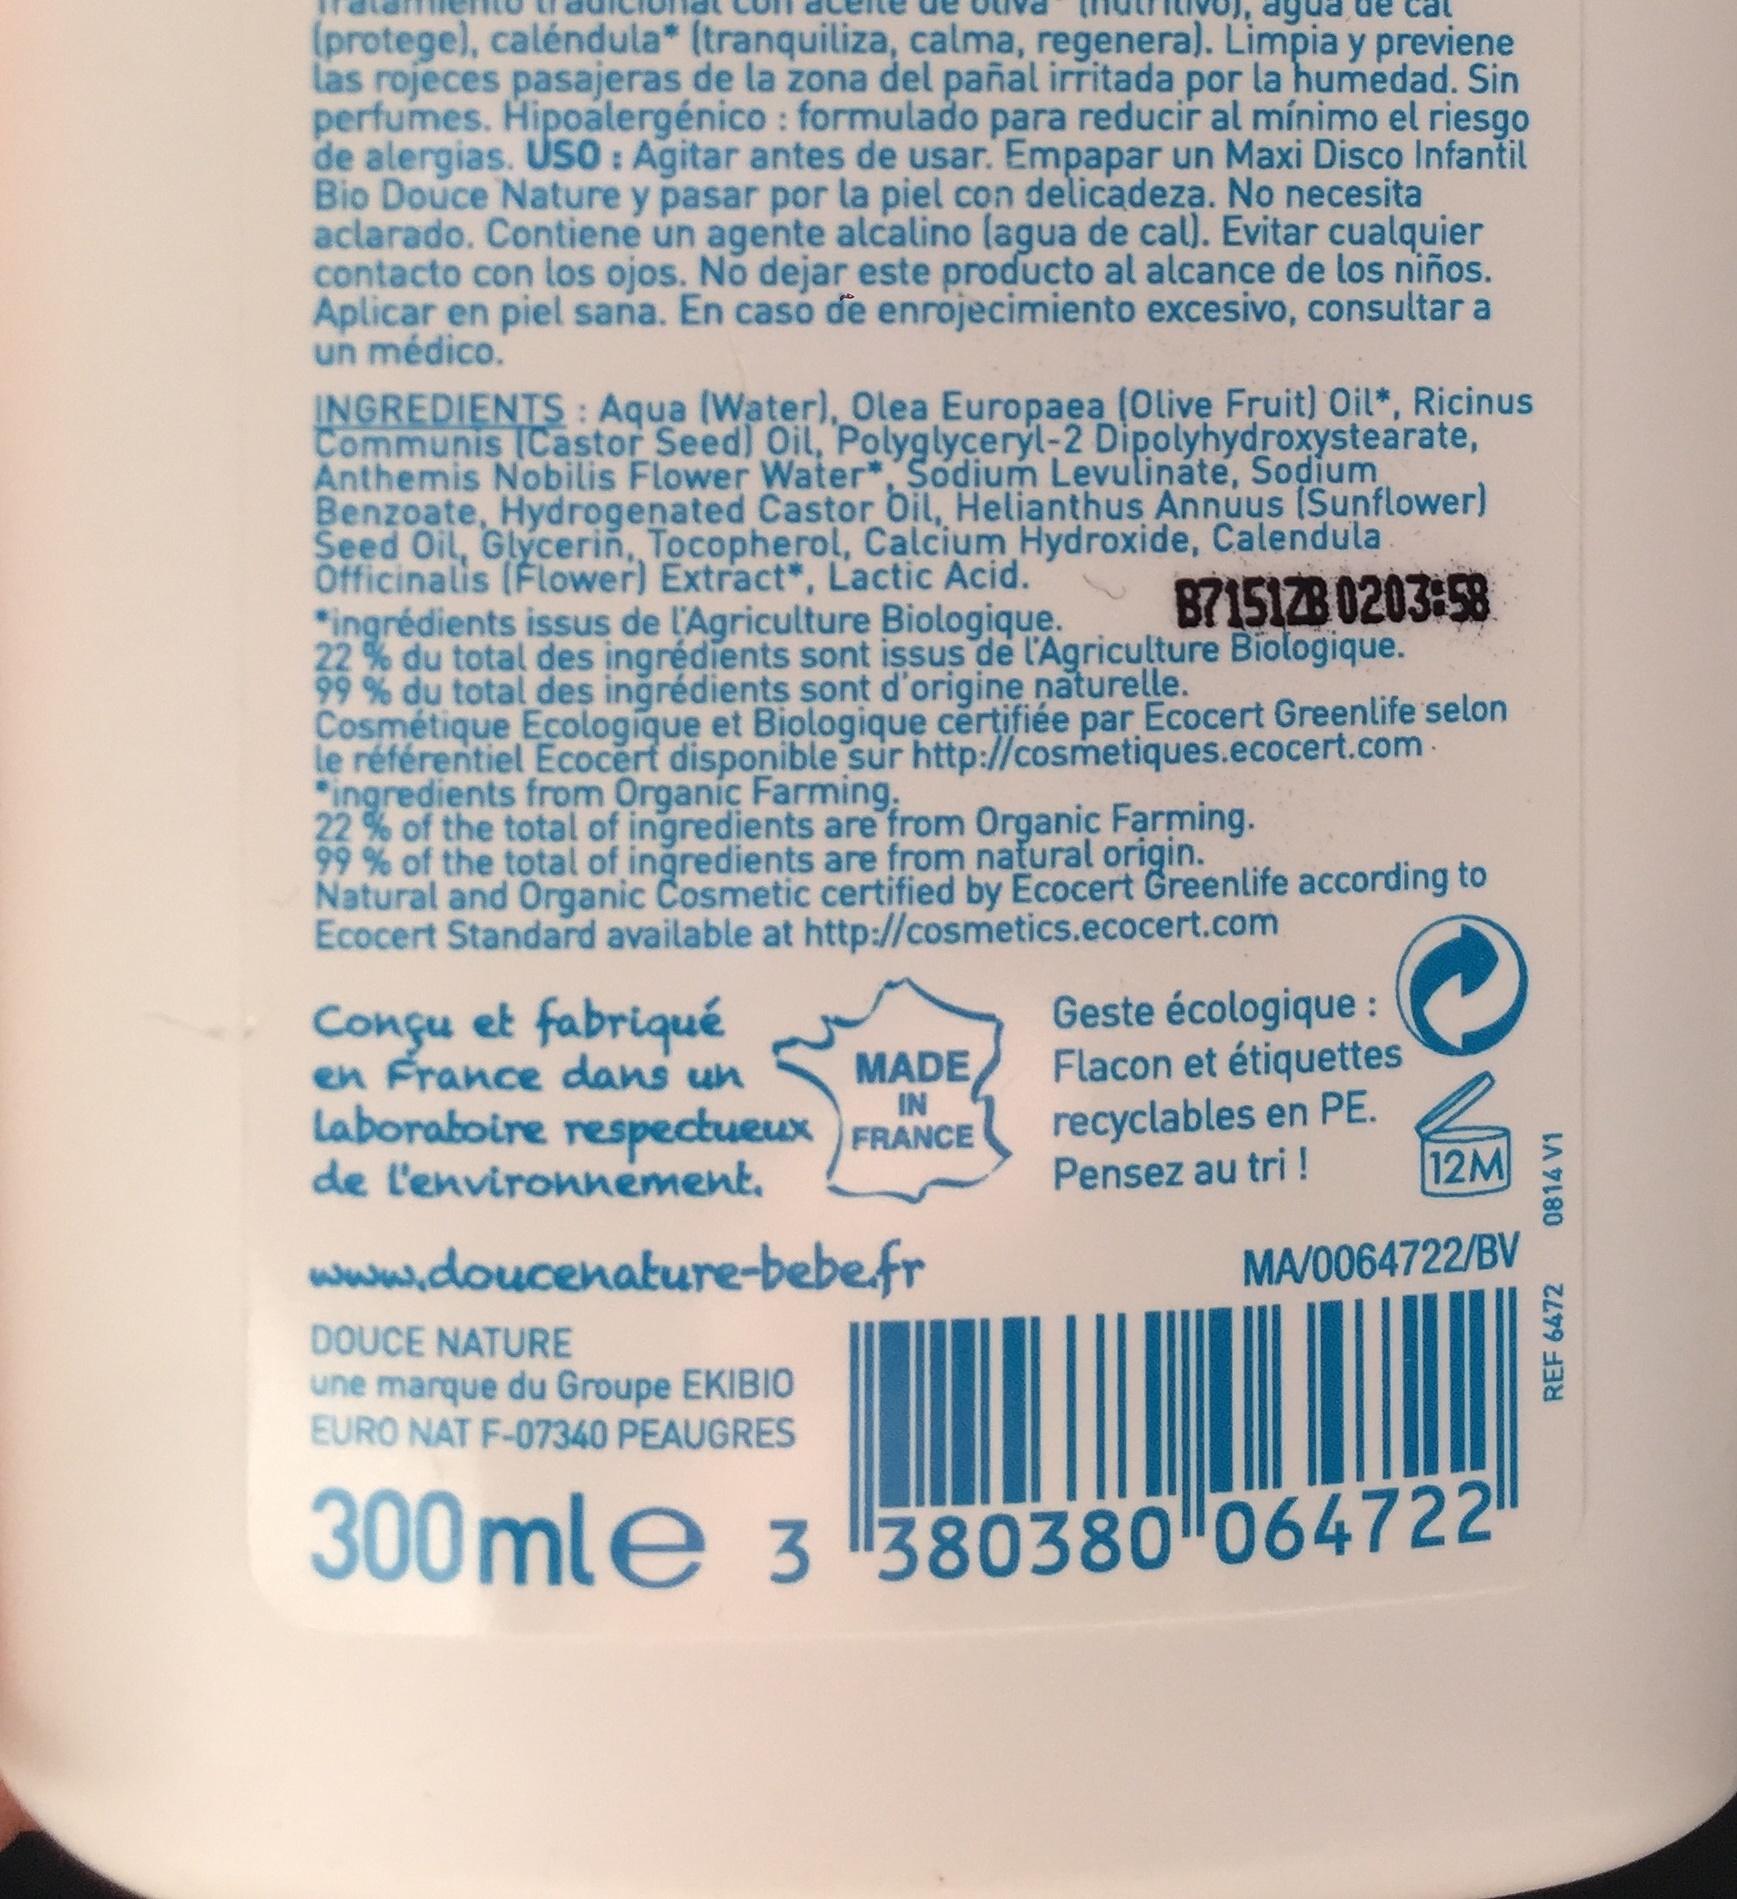 Tratamiento tradicional con aceite de oliva* (nutritivo), agua de cal
(protege), caléndula* (tranquiliza, calma, regenera). Limpia y previene
las rojeces pasajeras de la zona del pañal irritada por la humedad. Sin
perfumes. Hipoalergénico : formulado para reducir al mínimo el riesgo
de alergias. USO : Agitar antes de usar. Empapar un Maxi Disco Infantil
Bio Douce Nature y pasar por la piel con delicadeza. No necesita
aclarado. Contiene un agente alcalino (agua de cal). Evitar cualquier
contacto con los ojos. No dejar este producto al alcance de los niños.
Aplicar en piel sana. En caso de enrojecimiento excesivo, consultar a
un médico.
INGREDIENTS : Aqua (Water), Olea Europaea (Olive Fruit) Oil*, Ricinus
Communis (Castor Seed) Oil, Polyglyceryl-2 Dipolyhydroxystearate,
Anthemis Nobilis Flower Water*, Sodium Levulinate, Sodium
Benzoate, Hydrogenated Castor Oil, Helianthus Annuus (Sunflower)
Seed Oil, Glycerin, Tocopherol, Calcium Hydroxide, Calendula
Officinalis (Flower) Extract*, Lactic Acid.
B7151ZB 0203:58
*ingrédients issus de l'Agriculture Biologique.
22 % du total des ingrédients sont issus de l'Agriculture Biologique.
99 % du total des ingrédients sont d'origine naturelle.
Cosmétique Ecologique et Biologique certifiée par Ecocert Greenlife selon
le référentiel Ecocert disponible sur http://cosmetiques.ecocert.com
*ingredients from Organic Farming.
22 % of the total of ingredients are from Organic Farming.
99 % of the total of ingredients are from natural origin.
Natural and Organic Cosmetic certified by Ecocert Greenlife according to
Ecocert Standard available at http://cosmetics.ecocert.com
Conçu et fabriqué
en France dans un
laboratoire respectueux
de l'environnement.
MADE
IN
FRANCE
Geste écologique :
Flacon et étiquettes
recyclables en PE.
Pensez au tri !
12M
0814 V1
www.doucenature-bebe.fr
MA/0064722/BV
REF 6472
DOUCE NATURE
une marque du Groupe EKIBIO
EURO NAT F-07340 PEAUGRES
300ml e
3 380380 064722